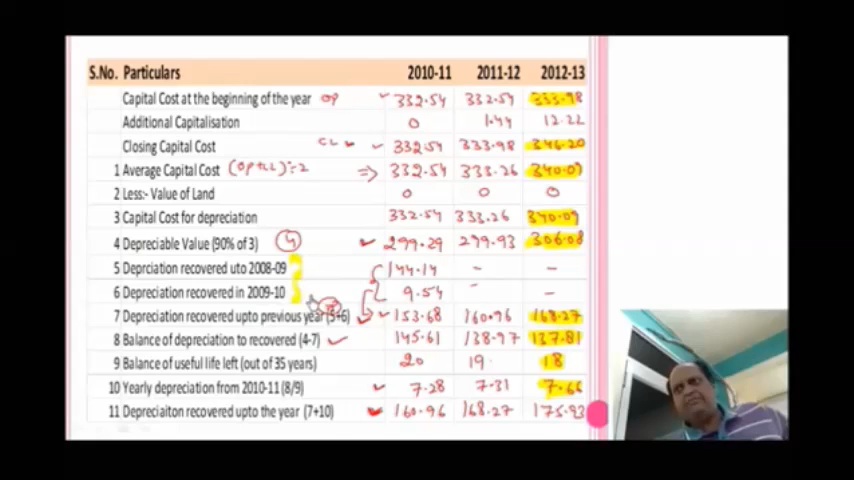 S.No. Particulars 2010-11 2011-12 2012-13
Capital Cost at the beginning of the year OP 332.54 332.54 333.98
Additional Capitalisation 0 1.44 12.22
Closing Capital Cost CL 332.54 333.98 346.20
1 Average Capital Cost (OP+CL)÷2 => 332.54 333.26 340.09
2 Less:- Value of Land 0 0 0
3 Capital Cost for depreciation 332.54 333.26 340.09
4 Depreciable Value (90% of 3) 4 299.29 299.93 306.08
5 Deprciation recovered uto 2008-09 144.14 - -
6 Depreciation recovered in 2009-10 9.54 - -
7 Depreciation recovered upto previous year (5+6) 153.68 160.96 168.27
8 Balance of depreciation to recovered (4-7) 145.61 138.97 137.81
9 Balance of useful life left (out of 35 years) 20 19 18
10 Yearly depreciation from 2010-11 (8/9) 7.28 7.31 7.66
11 Depreciaiton recovered upto the year (7+10) 160.96 168.27 175.93